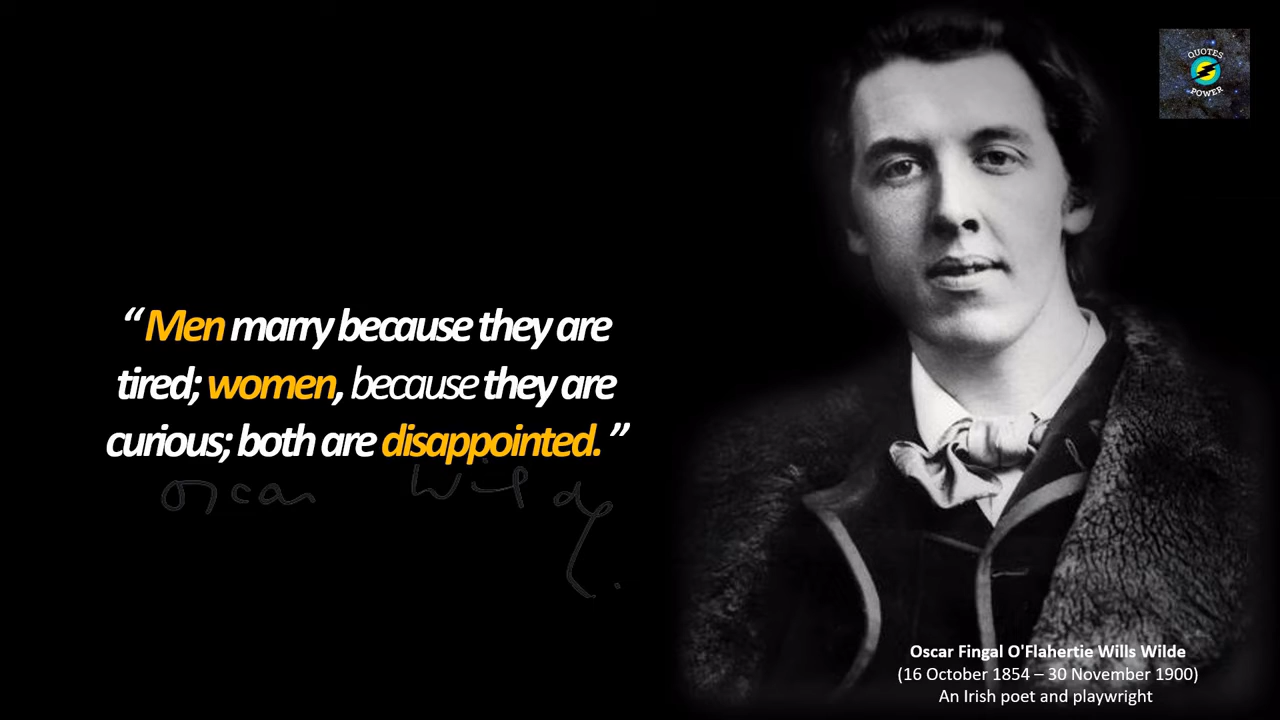 “ Men marry because they are
tired; women, because they are
curious; both are disappointed. ”
Oscar Wilde
QUOTES
POWER
Oscar Fingal O'Flahertie Wills Wilde
(16 October 1854 – 30 November 1900)
An Irish poet and playwright